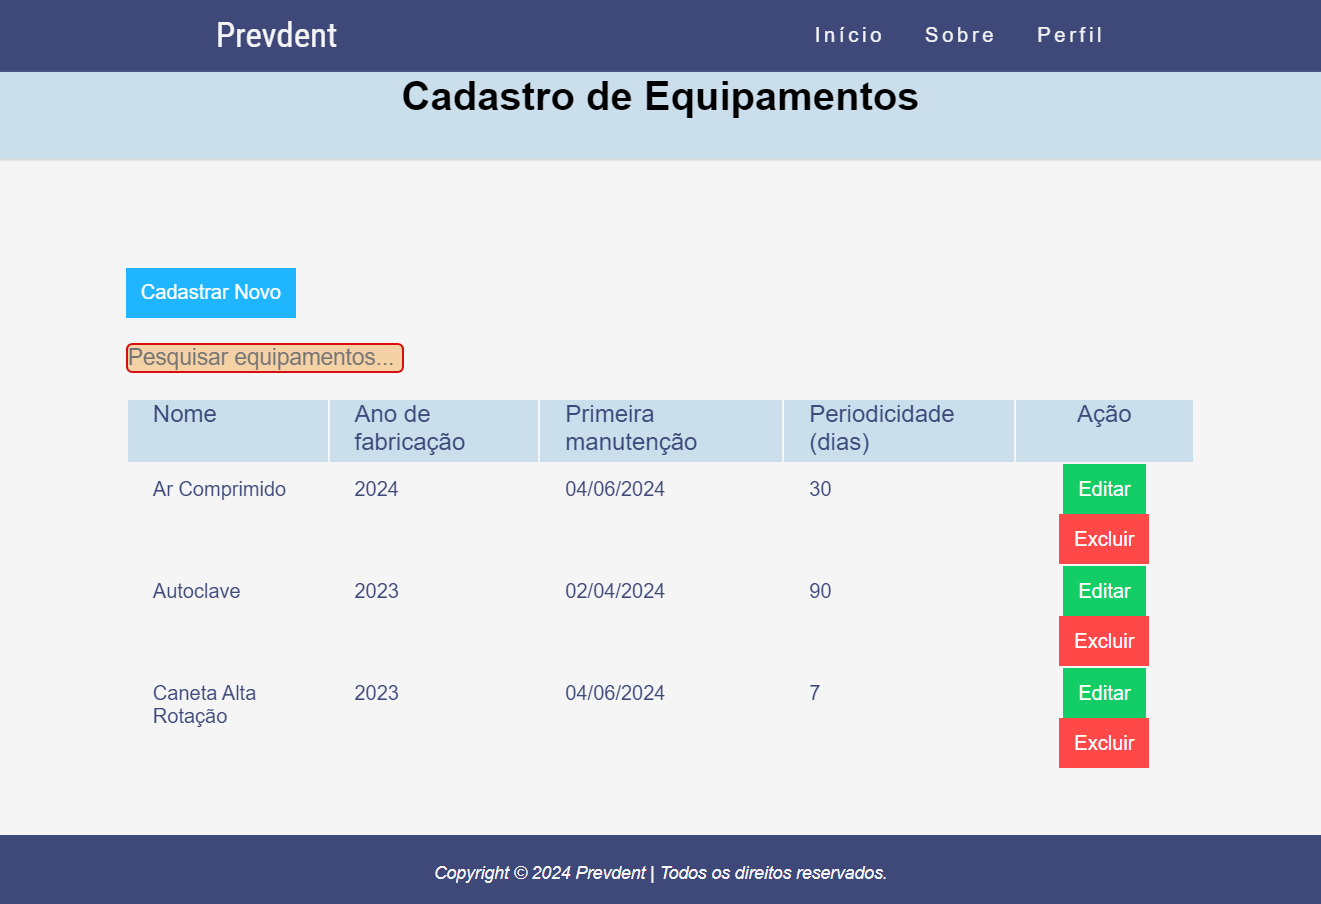 Prevdent
Início Sobre Perfil
Cadastro de Equipamentos
Cadastrar Novo
Pesquisar equipamentos...
Nome Ano de fabricação Primeira manutenção Periodicidade (dias) Ação
Ar Comprimido 2024 04/06/2024 30 Editar
Excluir
Autoclave 2023 02/04/2024 90 Editar
Excluir
Caneta Alta Rotação 2023 04/06/2024 7 Editar
Excluir
Copyright © 2024 Prevdent | Todos os direitos reservados.